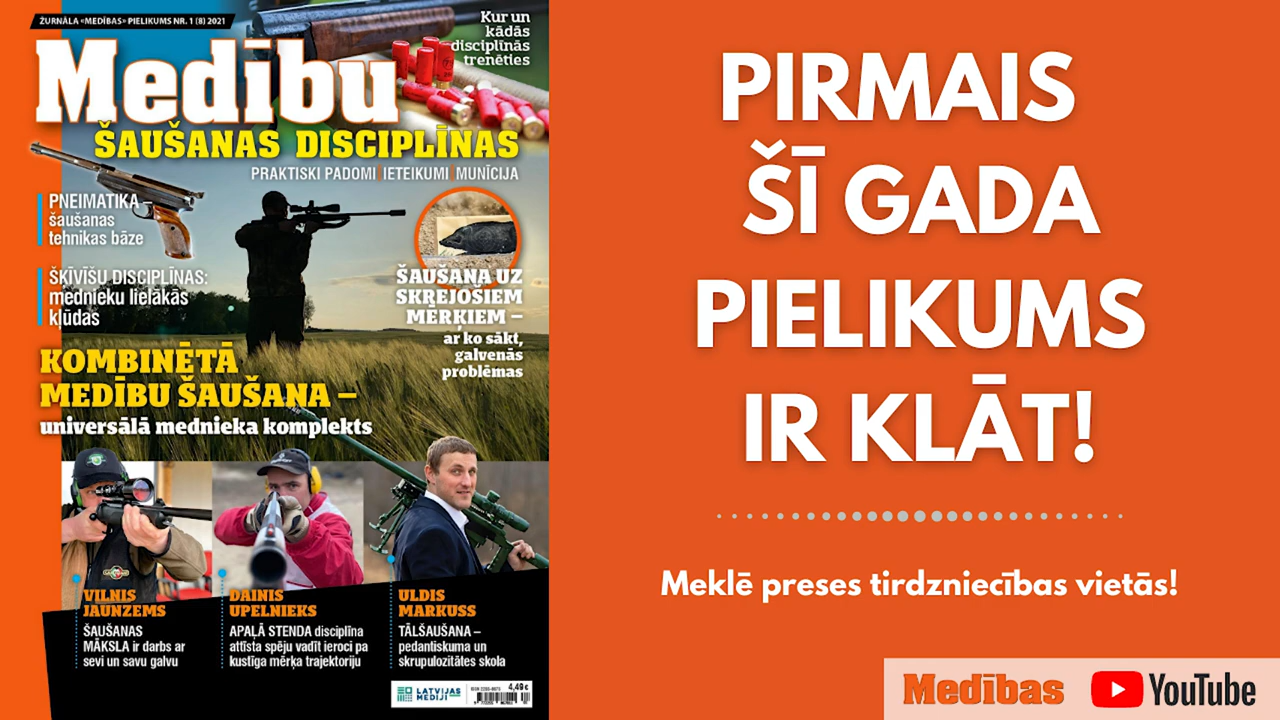 ŽURNĀLA «MEDĪBAS» PIELIKUMS NR. 1 (8) 2021
Kur un
kādās
disciplīnās
trenēties
Medību
ŠAUŠANAS DISCIPLĪNAS
PRAKTISKI PADOMI IETEIKUMI MUNĪCIJA
PNEIMATIKA –
šaušanas
tehnikas bāze
ŠĶĪVĪŠU DISCIPLĪNAS:
mednieku lielākās
kļūdas
ŠAUŠANA UZ
SKREJOŠIEM
MĒRĶIEM –
ar ko sākt,
galvenās
problēmas
KOMBINĒTĀ
MEDĪBU ŠAUŠANA –
universālā mednieka komplekts
VILNIS
JAUNZEMS
ŠAUŠANAS
MĀKSLA ir darbs ar
sevi un savu galvu
DAINIS
UPELNIEKS
APAĻĀ STENDA disciplīna
attīsta spēju vadīt ieroci pa
kustīga mērķa trajektoriju
ULDIS
MARKUSS
TĀLŠAUŠANA –
pedantiskuma un
skrupulozitātes skola
LATVIJAS
MEDIJI
4,49 €
PIRMAIS
ŠĪ GADA
PIELIKUMS
IR KLĀT!
Meklē preses tirdzniecības vietās!
Medības
YouTube